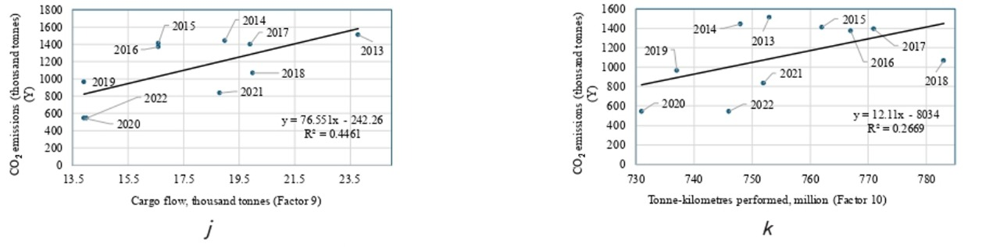 CO₂ emissions (thousand tonnes)
(Y)
1800
1600
1400
1200
1000
800
600
400
200
0
2015
2014
2017
2016
2013
2019
2018
2022
2021
2020
y = 76.551x - 242.26
R² = 0.4461
13.5 15.5 17.5 19.5 21.5 23.5
Cargo flow, thousand tonnes (Factor 9)
j
CO₂ emissions (thousand tonnes)
(Y)
1600
1400
1200
1000
800
600
400
200
0
2015
2014
2013
2017
2019
2016
2021
2018
2020
2022
y = 12.11x - 8034
R² = 0.2669
730 740 750 760 770 780
Tonne-kilometres performed, million (Factor 10)
k